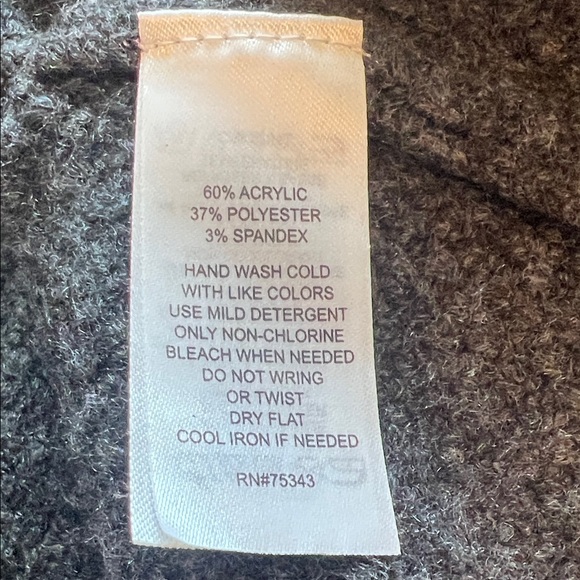 60% ACRYLIC
37% POLYESTER
3% SPANDEX
HAND WASH COLD
WITH LIKE COLORS
USE MILD DETERGENT
ONLY NON-CHLORINE
BLEACH WHEN NEEDED
DO NOT WRING
OR TWIST
DRY FLAT
COOL IRON IF NEEDED
RN#75343